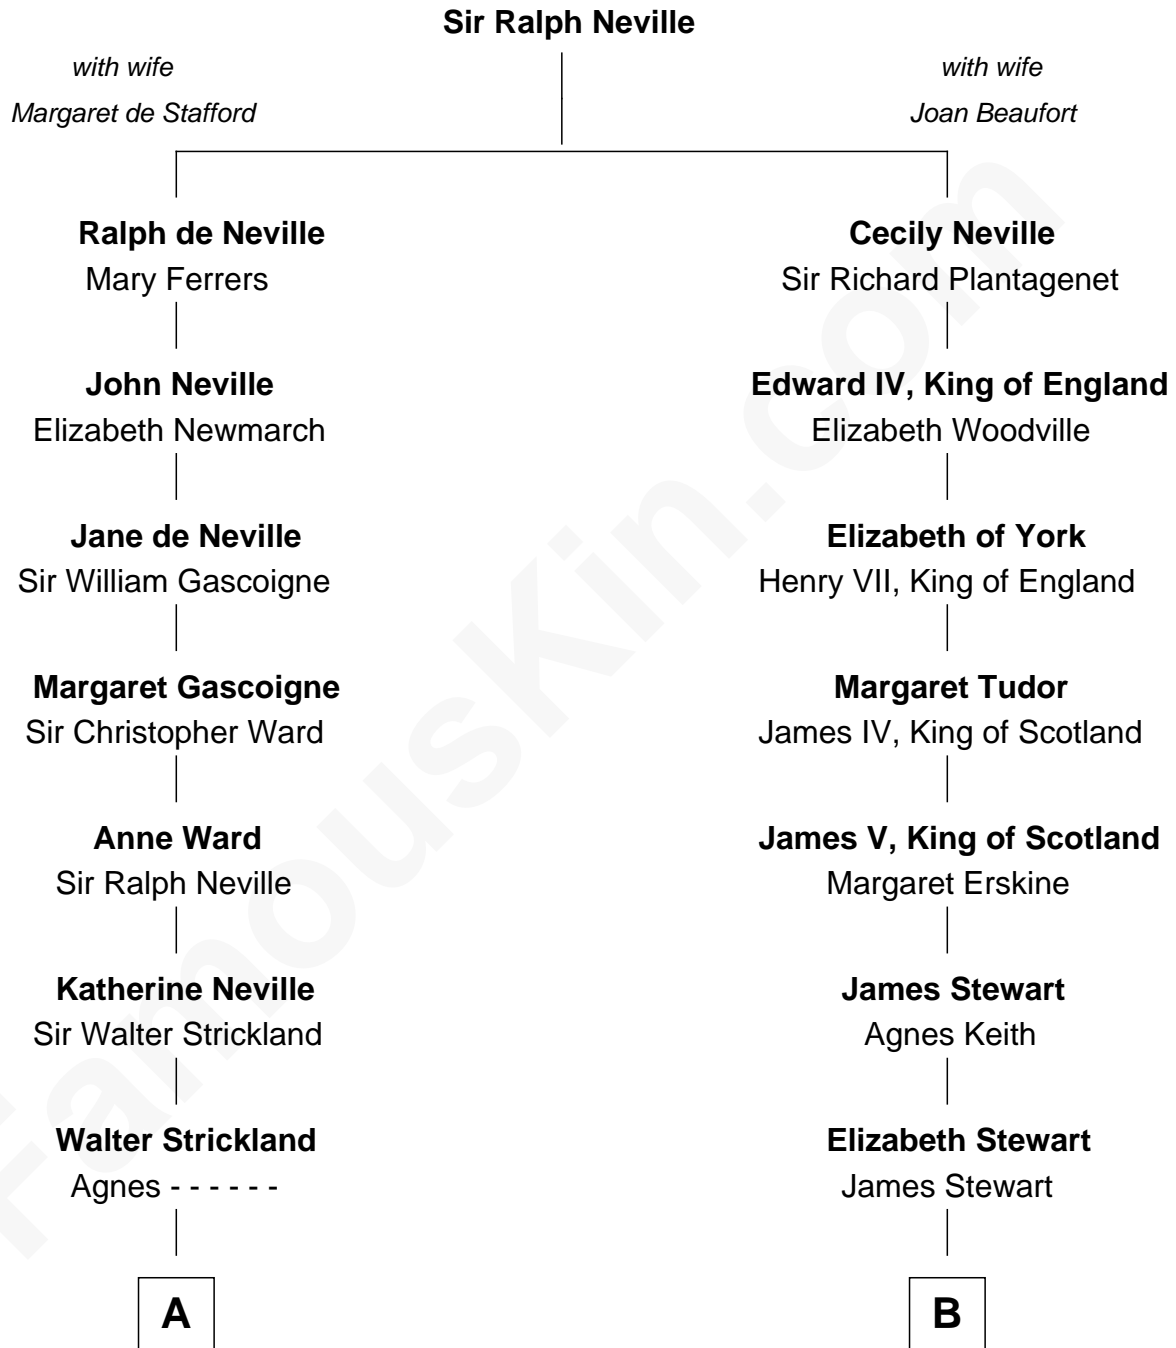 Sir Ralph Neville
with wife
Margaret de Stafford
with wife
Joan Beaufort
Ralph de Neville
Mary Ferrers
Cecily Neville
Sir Richard Plantagenet
John Neville
Elizabeth Newmarch
Edward IV, King of England
Elizabeth Woodville
Jane de Neville
Sir William Gascoigne
Elizabeth of York
Henry VII, King of England
Margaret Gascoigne
Sir Christopher Ward
Margaret Tudor
James IV, King of Scotland
Anne Ward
Sir Ralph Neville
James V, King of Scotland
Margaret Erskine
Katherine Neville
Sir Walter Strickland
James Stewart
Agnes Keith
Walter Strickland
Agnes - - - - - -
Elizabeth Stewart
James Stewart
A
B
FamousKin.com